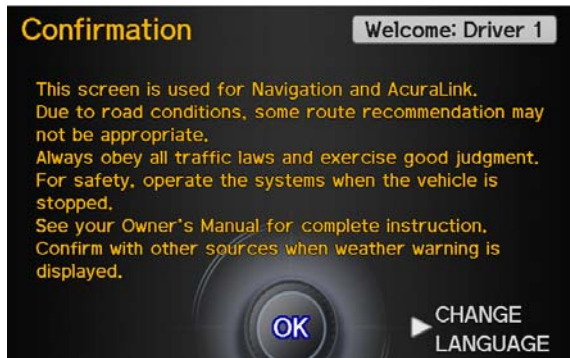 Confirmation
Welcome: Driver 1
This screen is used for Navigation and AcuraLink.
Due to road conditions, some route recommendation may
not be appropriate.
Always obey all traffic laws and exercise good judgment.
For safety, operate the systems when the vehicle is
stopped.
See your Owner's Manual for complete instruction.
Confirm with other sources when weather warning is
displayed.
OK
CHANGE
LANGUAGE